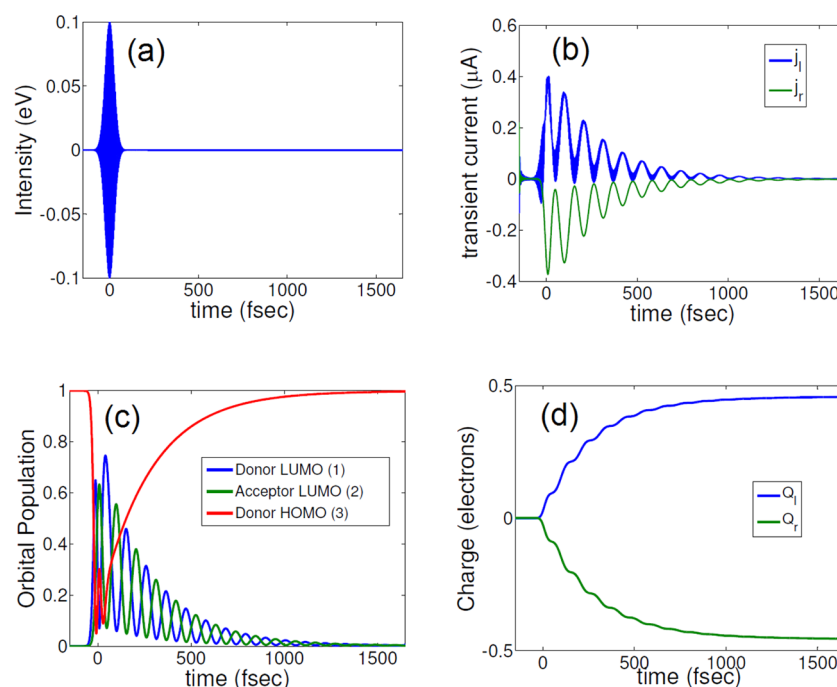 (a)
Intensity (eV)
0.1
0.05
0
-0.05
-0.1
0 500 1000 1500
time (fsec)
(b)
transient current (μA)
0.6
0.4
0.2
0
-0.2
-0.4
j_l
j_r
0 500 1000 1500
time (fsec)
(c)
Orbital Population
1
0.8
0.6
0.4
0.2
0
Donor LUMO (1)
Acceptor LUMO (2)
Donor HOMO (3)
0 500 1000 1500
time (fsec)
(d)
Charge (electrons)
0.5
0
-0.5
Q_l
Q_r
0 500 1000 1500
time (fsec)